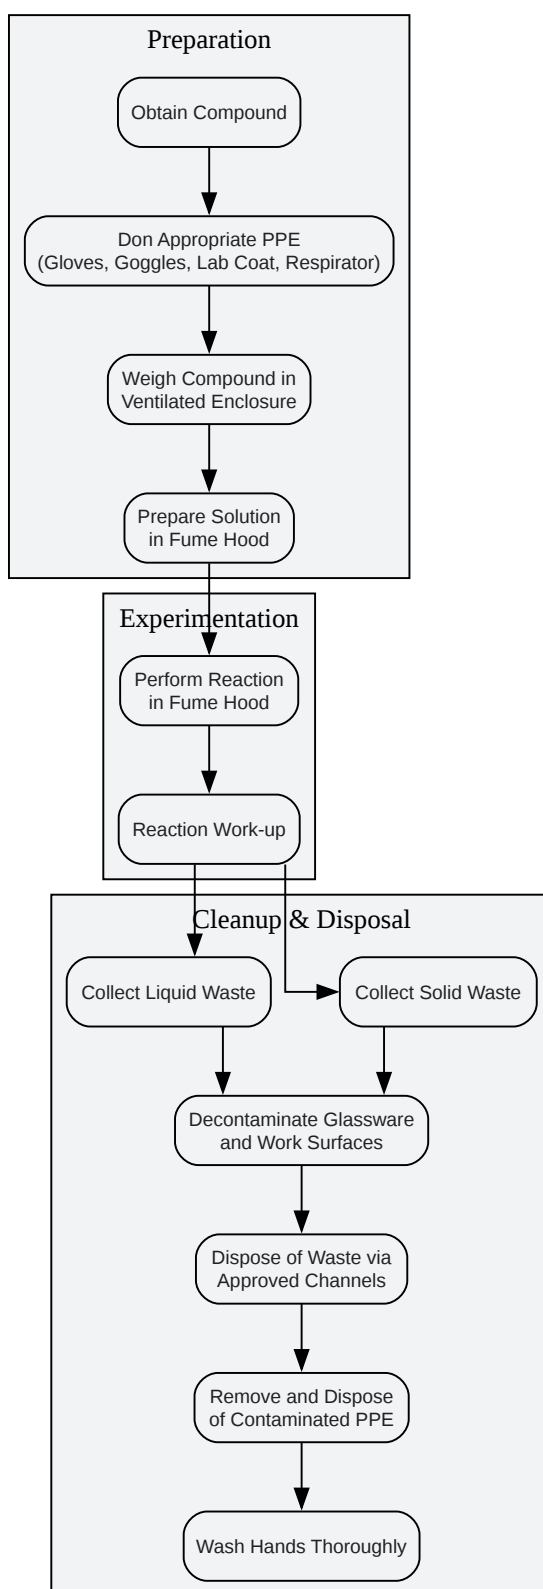 Preparation
Obtain Compound
Don Appropriate PPE
(Gloves, Goggles, Lab Coat, Respirator)
Weigh Compound in
Ventilated Enclosure
Prepare Solution
in Fume Hood
Experimentation
Perform Reaction
in Fume Hood
Reaction Work-up
Cleanup & Disposal
Collect Liquid Waste
Collect Solid Waste
Decontaminate Glassware
and Work Surfaces
Dispose of Waste via
Approved Channels
Remove and Dispose
of Contaminated PPE
Wash Hands Thoroughly